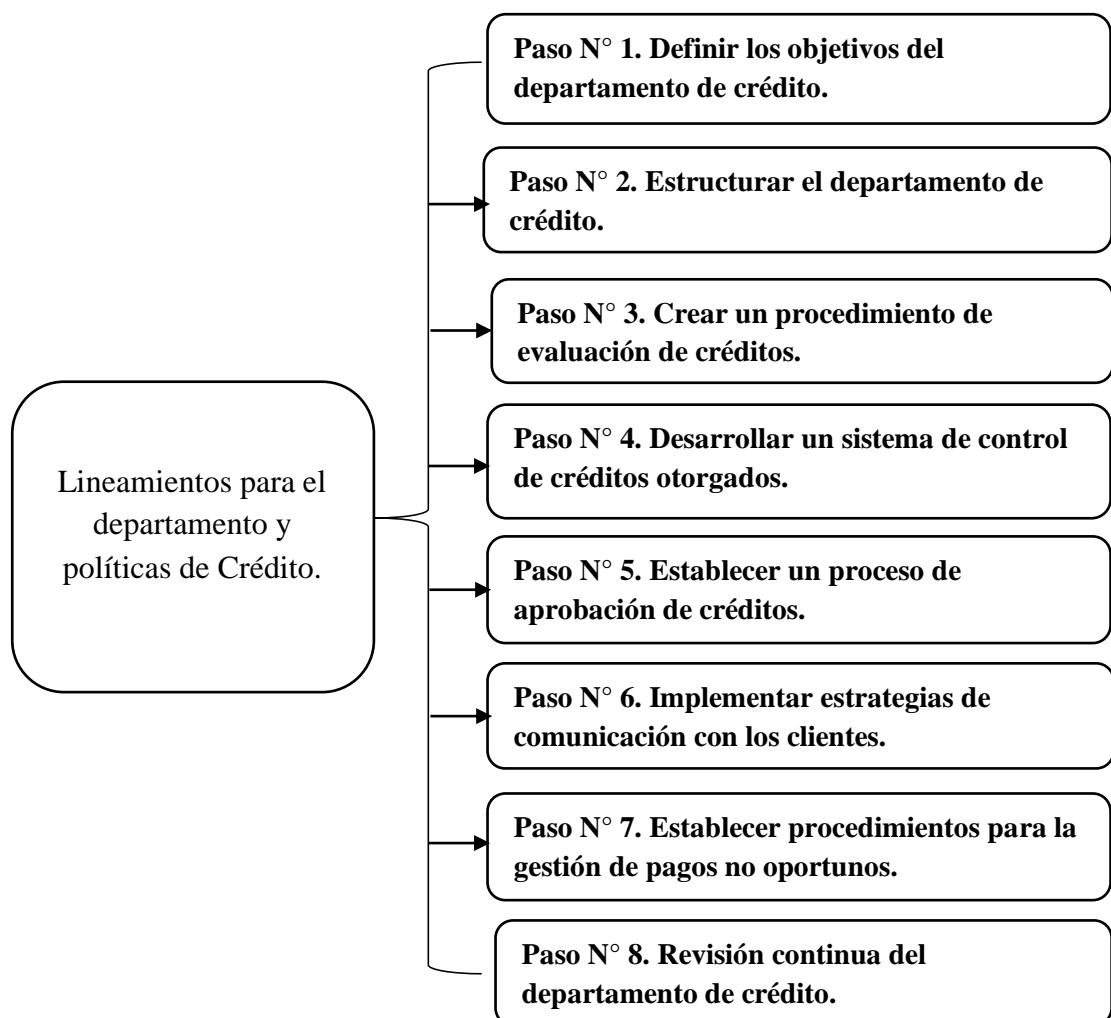 Lineamientos para el
departamento y
políticas de Crédito.
Paso N° 1. Definir los objetivos del
departamento de crédito.
Paso N° 2. Estructurar el departamento de
crédito.
Paso N° 3. Crear un procedimiento de
evaluación de créditos.
Paso N° 4. Desarrollar un sistema de control
de créditos otorgados.
Paso N° 5. Establecer un proceso de
aprobación de créditos.
Paso N° 6. Implementar estrategias de
comunicación con los clientes.
Paso N° 7. Establecer procedimientos para la
gestión de pagos no oportunos.
Paso N° 8. Revisión continua del
departamento de crédito.